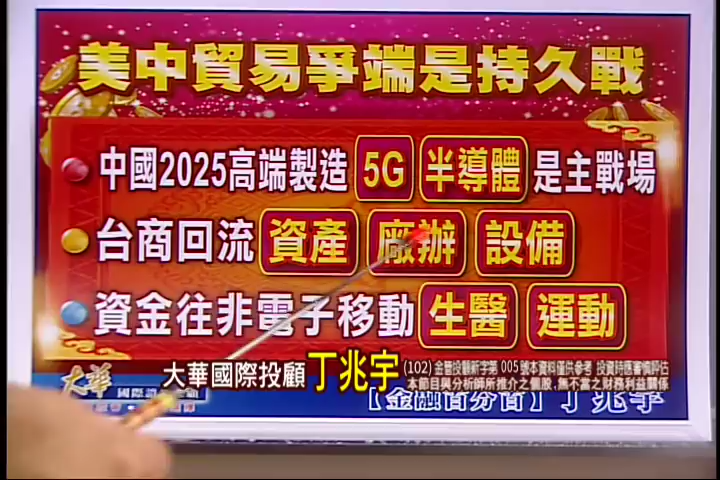 美中貿易爭端是持久戰
中國2025高端製造 5G 半導體 是主戰場
台商回流 資產 廠辦 設備
資金往非電子移動 生醫 運動
大華國際投顧 丁兆宇
(102)金管投顧新字第005號本資料僅供參考 投資時應審慎評估
本節目與分析師所推介之個股,無不當之財務利益關係
大華 國際
【金融百分百】丁兆宇